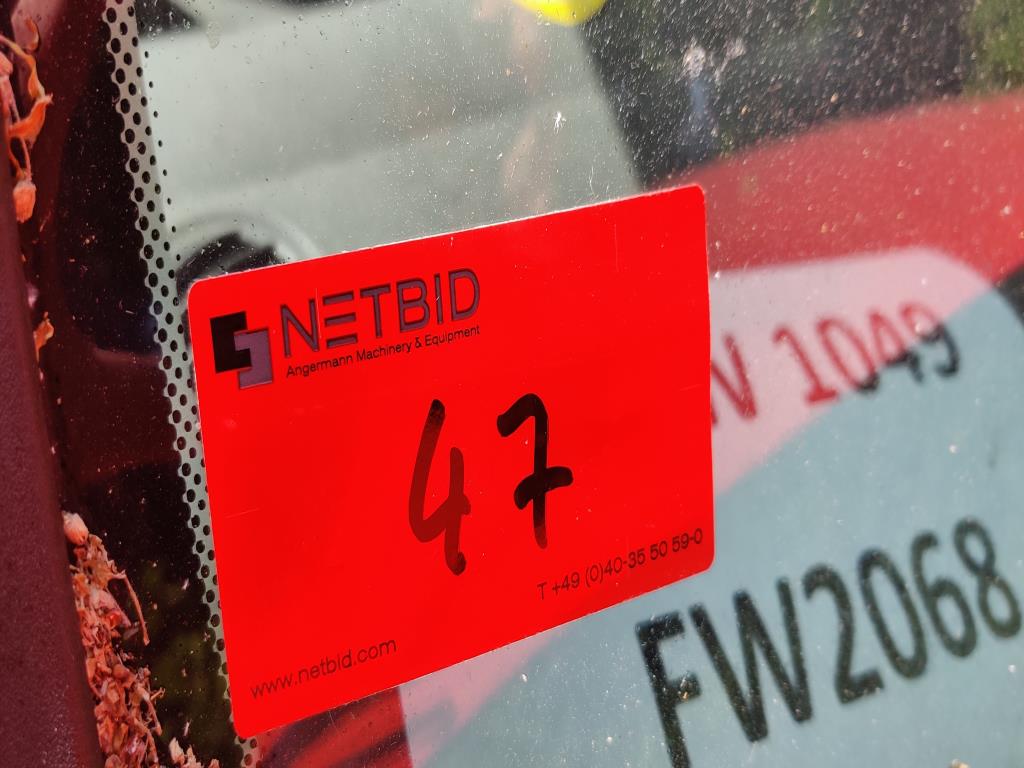 NETBID
Angermann Machinery & Equipment
47
T +49 (0)40-35 50 59-0
www.netbid.com
1049
FW2068